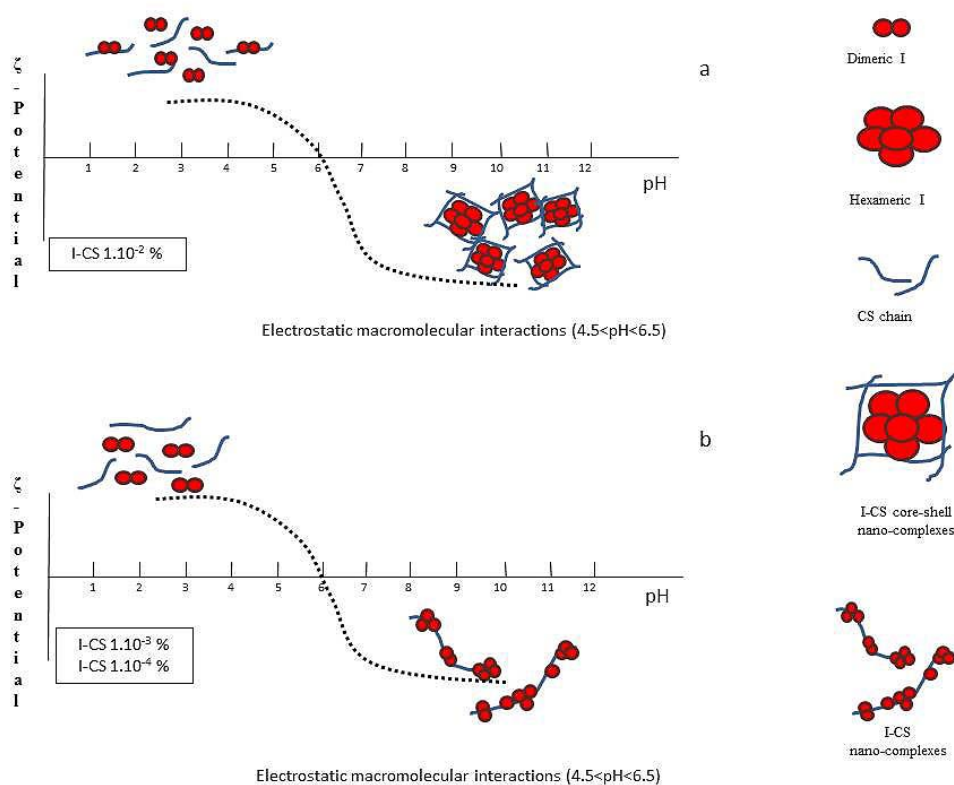 a
ζ-Potential
1 2 3 4 5 6 7 8 9 10 11 12
pH
I-CS 1.10⁻² %
Electrostatic macromolecular interactions (4.5<pH<6.5)
b
ζ-Potential
1 2 3 4 5 6 7 8 9 10 11 12
pH
I-CS 1.10⁻³ %
I-CS 1.10⁻⁴ %
Electrostatic macromolecular interactions (4.5<pH<6.5)
Dimeric I
Hexameric I
CS chain
I-CS core-shell
nano-complexes
I-CS
nano-complexes